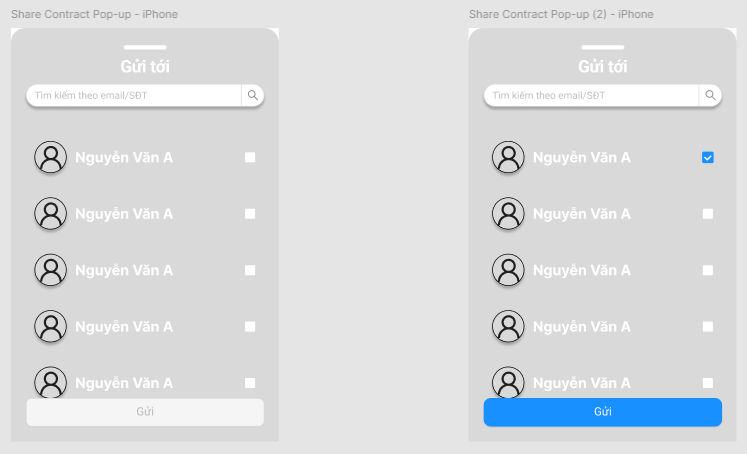 Share Contract Pop-up - iPhone
Gửi tới
Tìm kiếm theo email/SĐT
Nguyễn Văn A
Nguyễn Văn A
Nguyễn Văn A
Nguyễn Văn A
Nguyễn Văn A
Gửi
Share Contract Pop-up (2) - iPhone
Gửi tới
Tìm kiếm theo email/SĐT
Nguyễn Văn A
Nguyễn Văn A
Nguyễn Văn A
Nguyễn Văn A
Nguyễn Văn A
Gửi